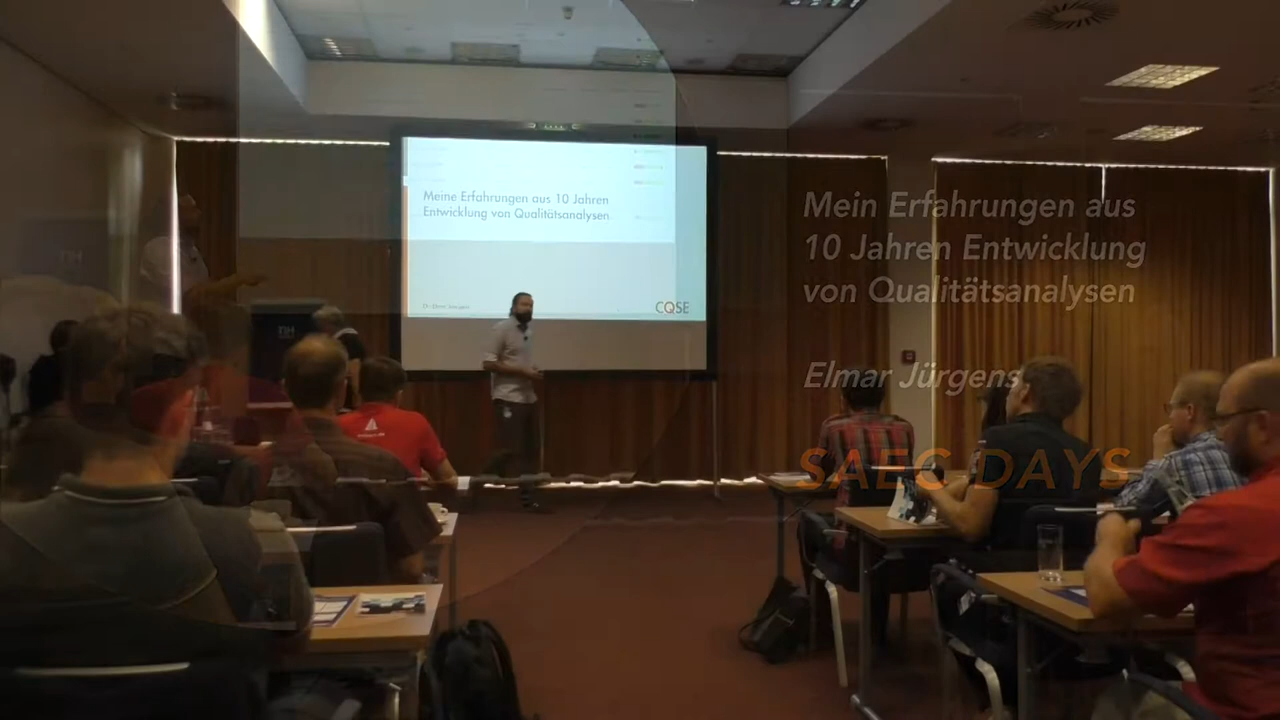 Meine Erfahrungen aus 10 Jahren
Entwicklung von Qualitätsanalysen
CQSE
Mein Erfahrungen aus
10 Jahren Entwicklung
von Qualitätsanalysen
Elmar Jürgens
SAEC DAYS
NH